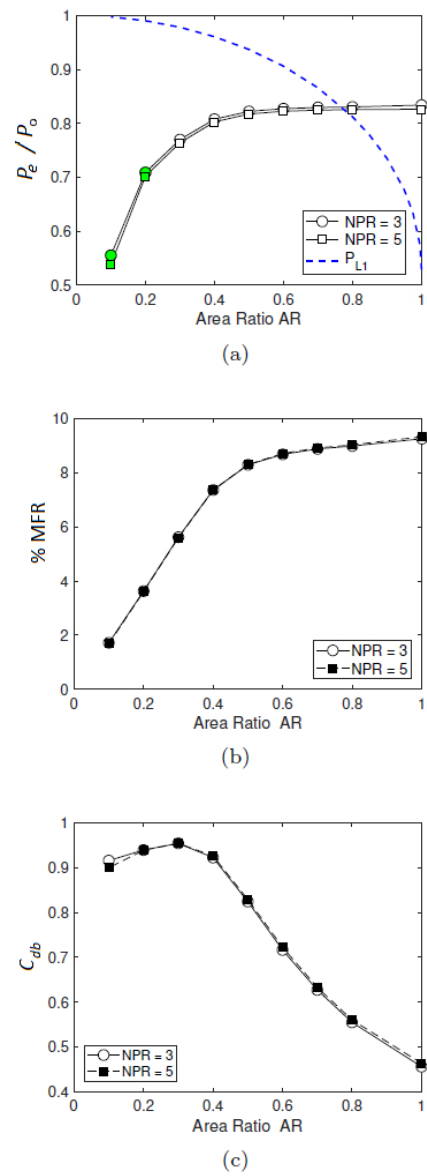 1
0.9
0.8
0.7
0.6
0.5
Pₑ / Pₒ
0 0.2 0.4 0.6 0.8 1
Area Ratio AR
NPR = 3
NPR = 5
P_L1
(a)
10
8
6
4
2
0
% MFR
0 0.2 0.4 0.6 0.8 1
Area Ratio AR
NPR = 3
NPR = 5
(b)
1
0.9
0.8
0.7
0.6
0.5
0.4
C_db
0 0.2 0.4 0.6 0.8 1
Area Ratio AR
NPR = 3
NPR = 5
(c)